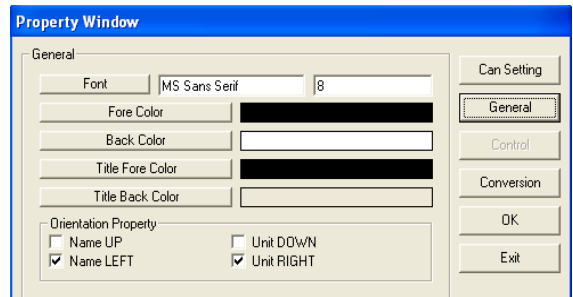 Property Window
General
Font MS Sans Serif 8
Fore Color
Back Color
Title Fore Color
Title Back Color
Orientation Property
Name UP Unit DOWN
Name LEFT Unit RIGHT
Can Setting
General
Control
Conversion
OK
Exit